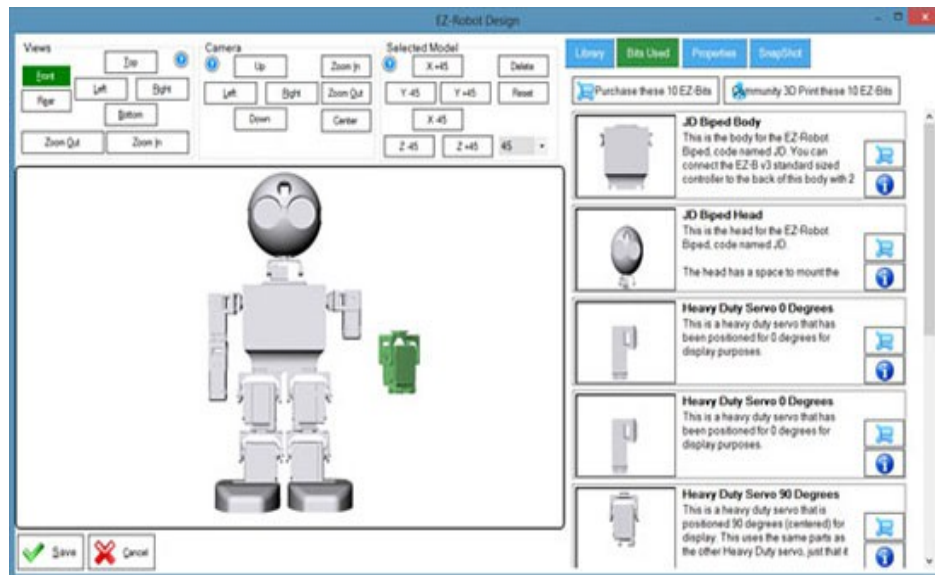 EZ-Robot Design
Views
Top
Front
Left
Right
Rear
Bottom
Zoom Out
Zoom In
Camera
Up
Zoom In
Left
Right
Zoom Out
Down
Center
Selected Model
X +45
Delete
Y -45
Y +45
Reset
X -45
Z -45
Z +45
45
Library
Bits Used
Properties
SnapShot
Purchase these 10 EZ-Bits
Community 3D Print these 10 EZ-Bits
JD Biped Body
This is the body for the EZ-Robot
Biped, code named JD. You can
connect the EZ-B v3 standard sized
controller to the back of this body with 2
JD Biped Head
This is the head for the EZ-Robot
Biped, code named JD.
The head has a space to mount the
Heavy Duty Servo 0 Degrees
This is a heavy duty servo that has
been positioned for 0 degrees for
display purposes.
Heavy Duty Servo 0 Degrees
This is a heavy duty servo that has
been positioned for 0 degrees for
display purposes.
Heavy Duty Servo 90 Degrees
This is a heavy duty servo that is
positioned 90 degrees (centered) for
display. This uses the same parts as
the other Heavy Duty servo, just that it
Save
Cancel